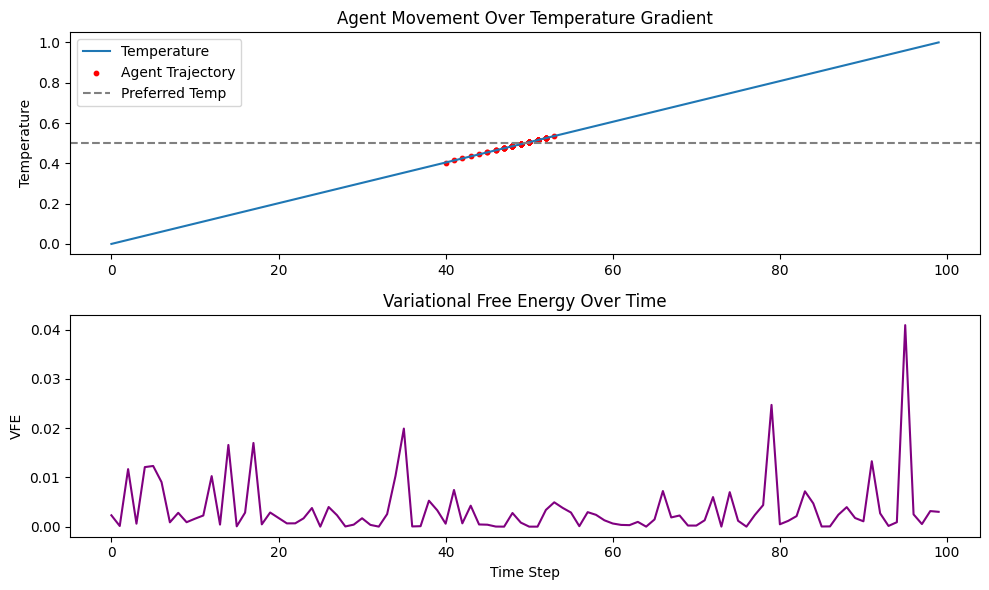 Agent Movement Over Temperature Gradient
Temperature
Agent Trajectory
Preferred Temp
Temperature
1.0
0.8
0.6
0.4
0.2
0.0
0 20 40 60 80 100
Variational Free Energy Over Time
VFE
0.04
0.03
0.02
0.01
0.00
0 20 40 60 80 100
Time Step